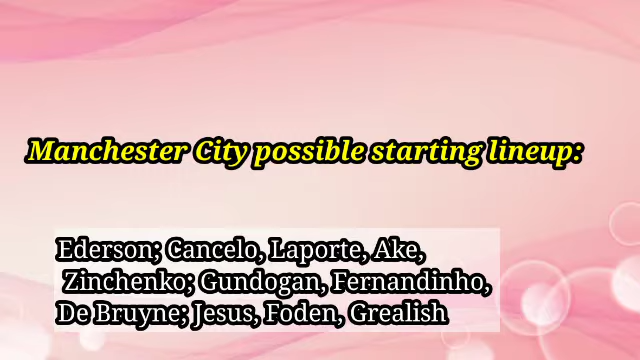 Manchester City possible starting lineup:
Ederson; Cancelo, Laporte, Ake,
Zinchenko; Gundogan, Fernandinho,
De Bruyne; Jesus, Foden, Grealish